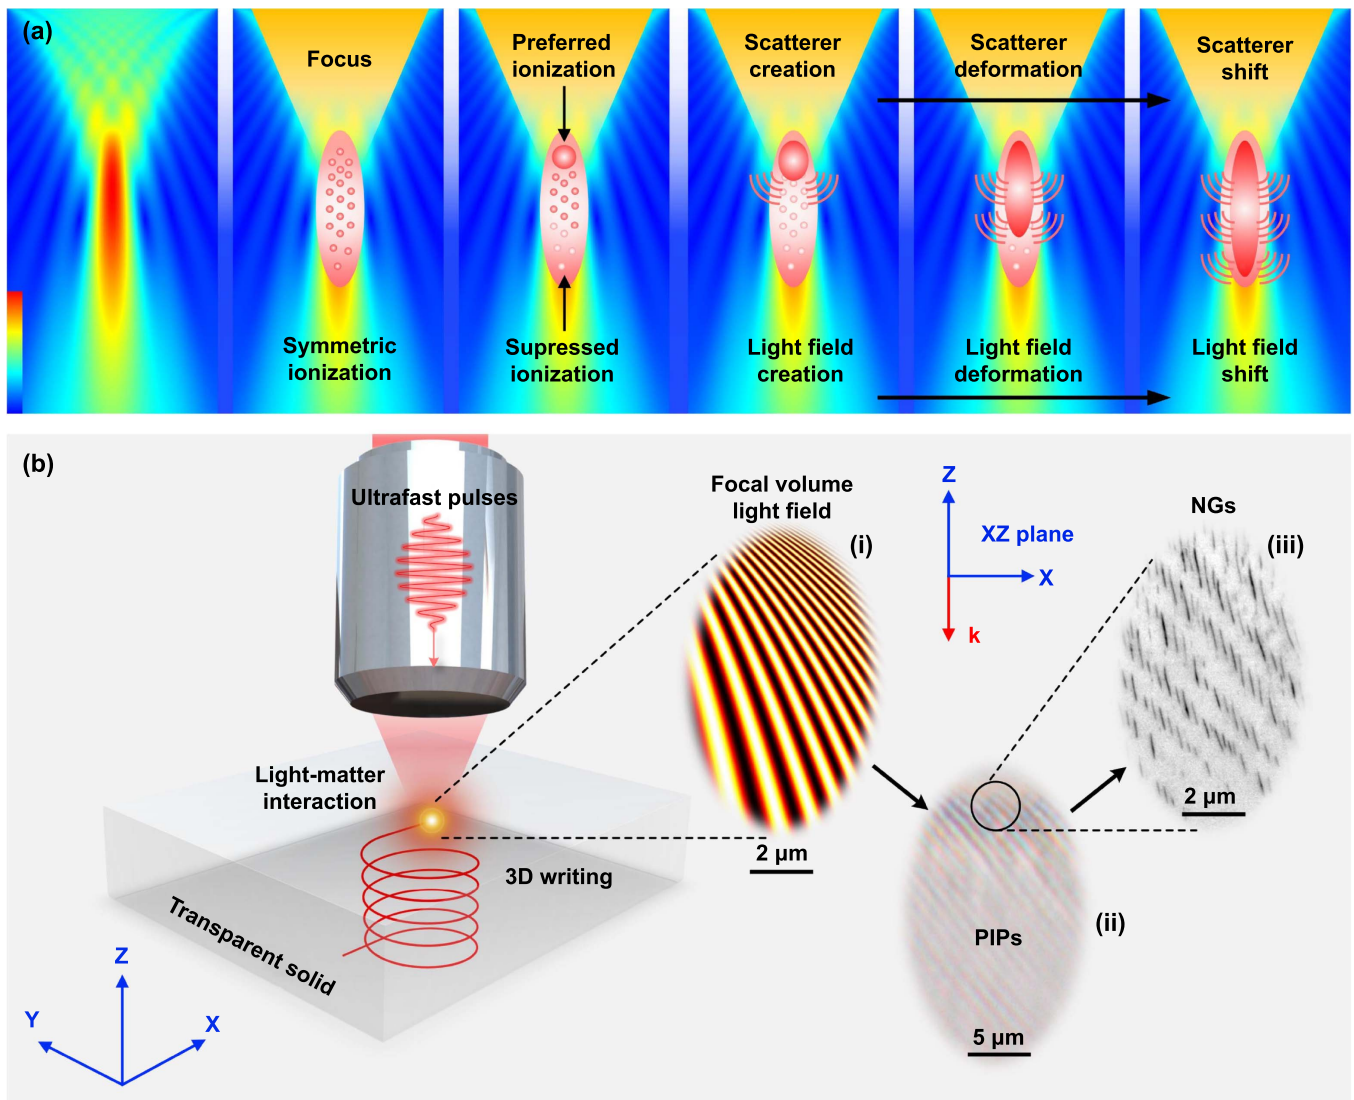 (a)
Focus
Symmetric
ionization
Preferred
ionization
Supressed
ionization
Scatterer
creation
Light field
creation
Scatterer
deformation
Light field
deformation
Scatterer
shift
Light field
shift
(b)
Ultrafast pulses
Light-matter
interaction
3D writing
Transparent solid
Z
Y
X
Focal volume
light field
(i)
2 μm
Z
XZ plane
X
k
NGs
(iii)
2 μm
PIPs
(ii)
5 μm